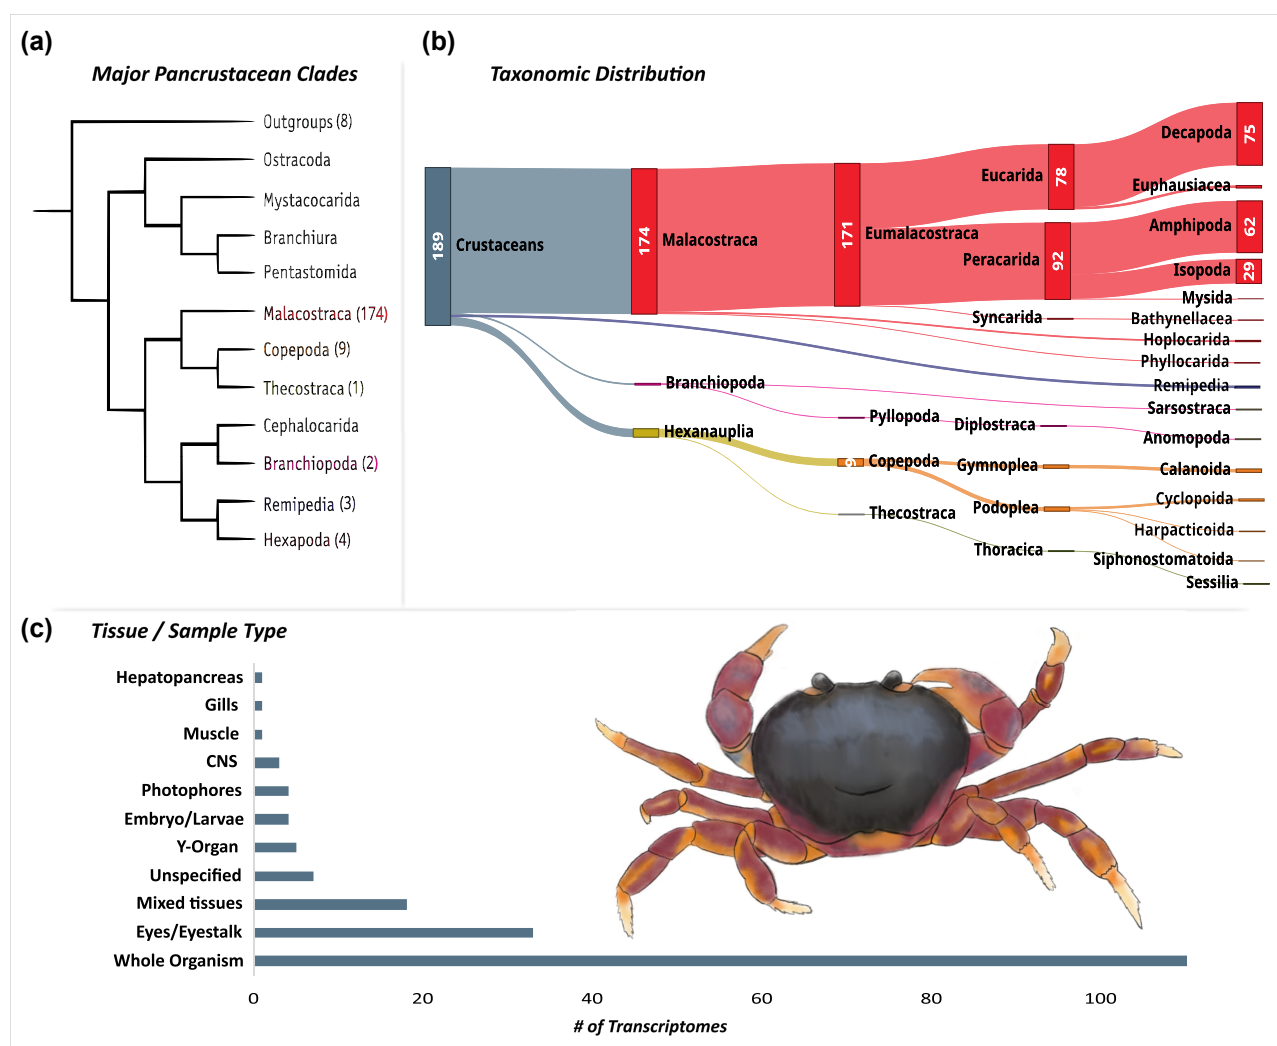 (a)
Major Pancrustacean Clades
Outgroups (8)
Ostracoda
Mystacocarida
Branchiura
Pentastomida
Malacostraca (174)
Copepoda (9)
Thecostraca (1)
Cephalocarida
Branchiopoda (2)
Remipedia (3)
Hexapoda (4)
(b)
Taxonomic Distribution
189
Crustaceans
174
Malacostraca
171
Eumalacostraca
Eucarida
78
Peracarida
92
Syncarida
Decapoda
75
Euphausiacea
Amphipoda
62
Isopoda
29
Mysida
Bathynellacea
Hoplocarida
Phyllocarida
Remipedia
Branchiopoda
Sarsostraca
Pyllopoda
Diplostraca
Anomopoda
Hexanauplia
9
Copepoda
Gymnoplea
Calanoida
Podoplea
Cyclopoida
Harpacticoida
Siphonostomatoida
Thecostraca
Thoracica
Sessilia
(c)
Tissue / Sample Type
Hepatopancreas
Gills
Muscle
CNS
Photophores
Embryo/Larvae
Y-Organ
Unspecified
Mixed tissues
Eyes/Eyestalk
Whole Organism
0 20 40 60 80 100
# of Transcriptomes